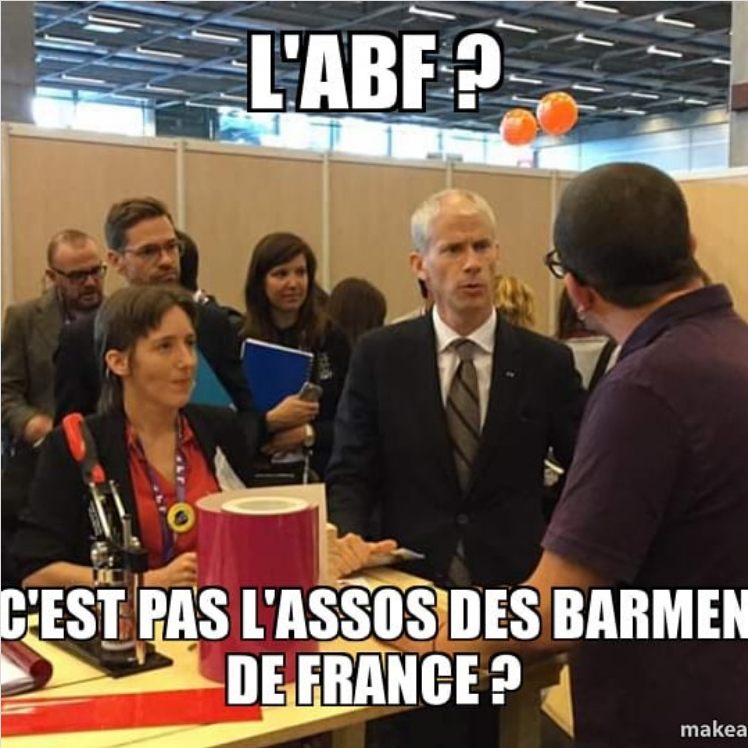 L'ABF ?
C'EST PAS L'ASSOS DES BARMEN
DE FRANCE ?
makea